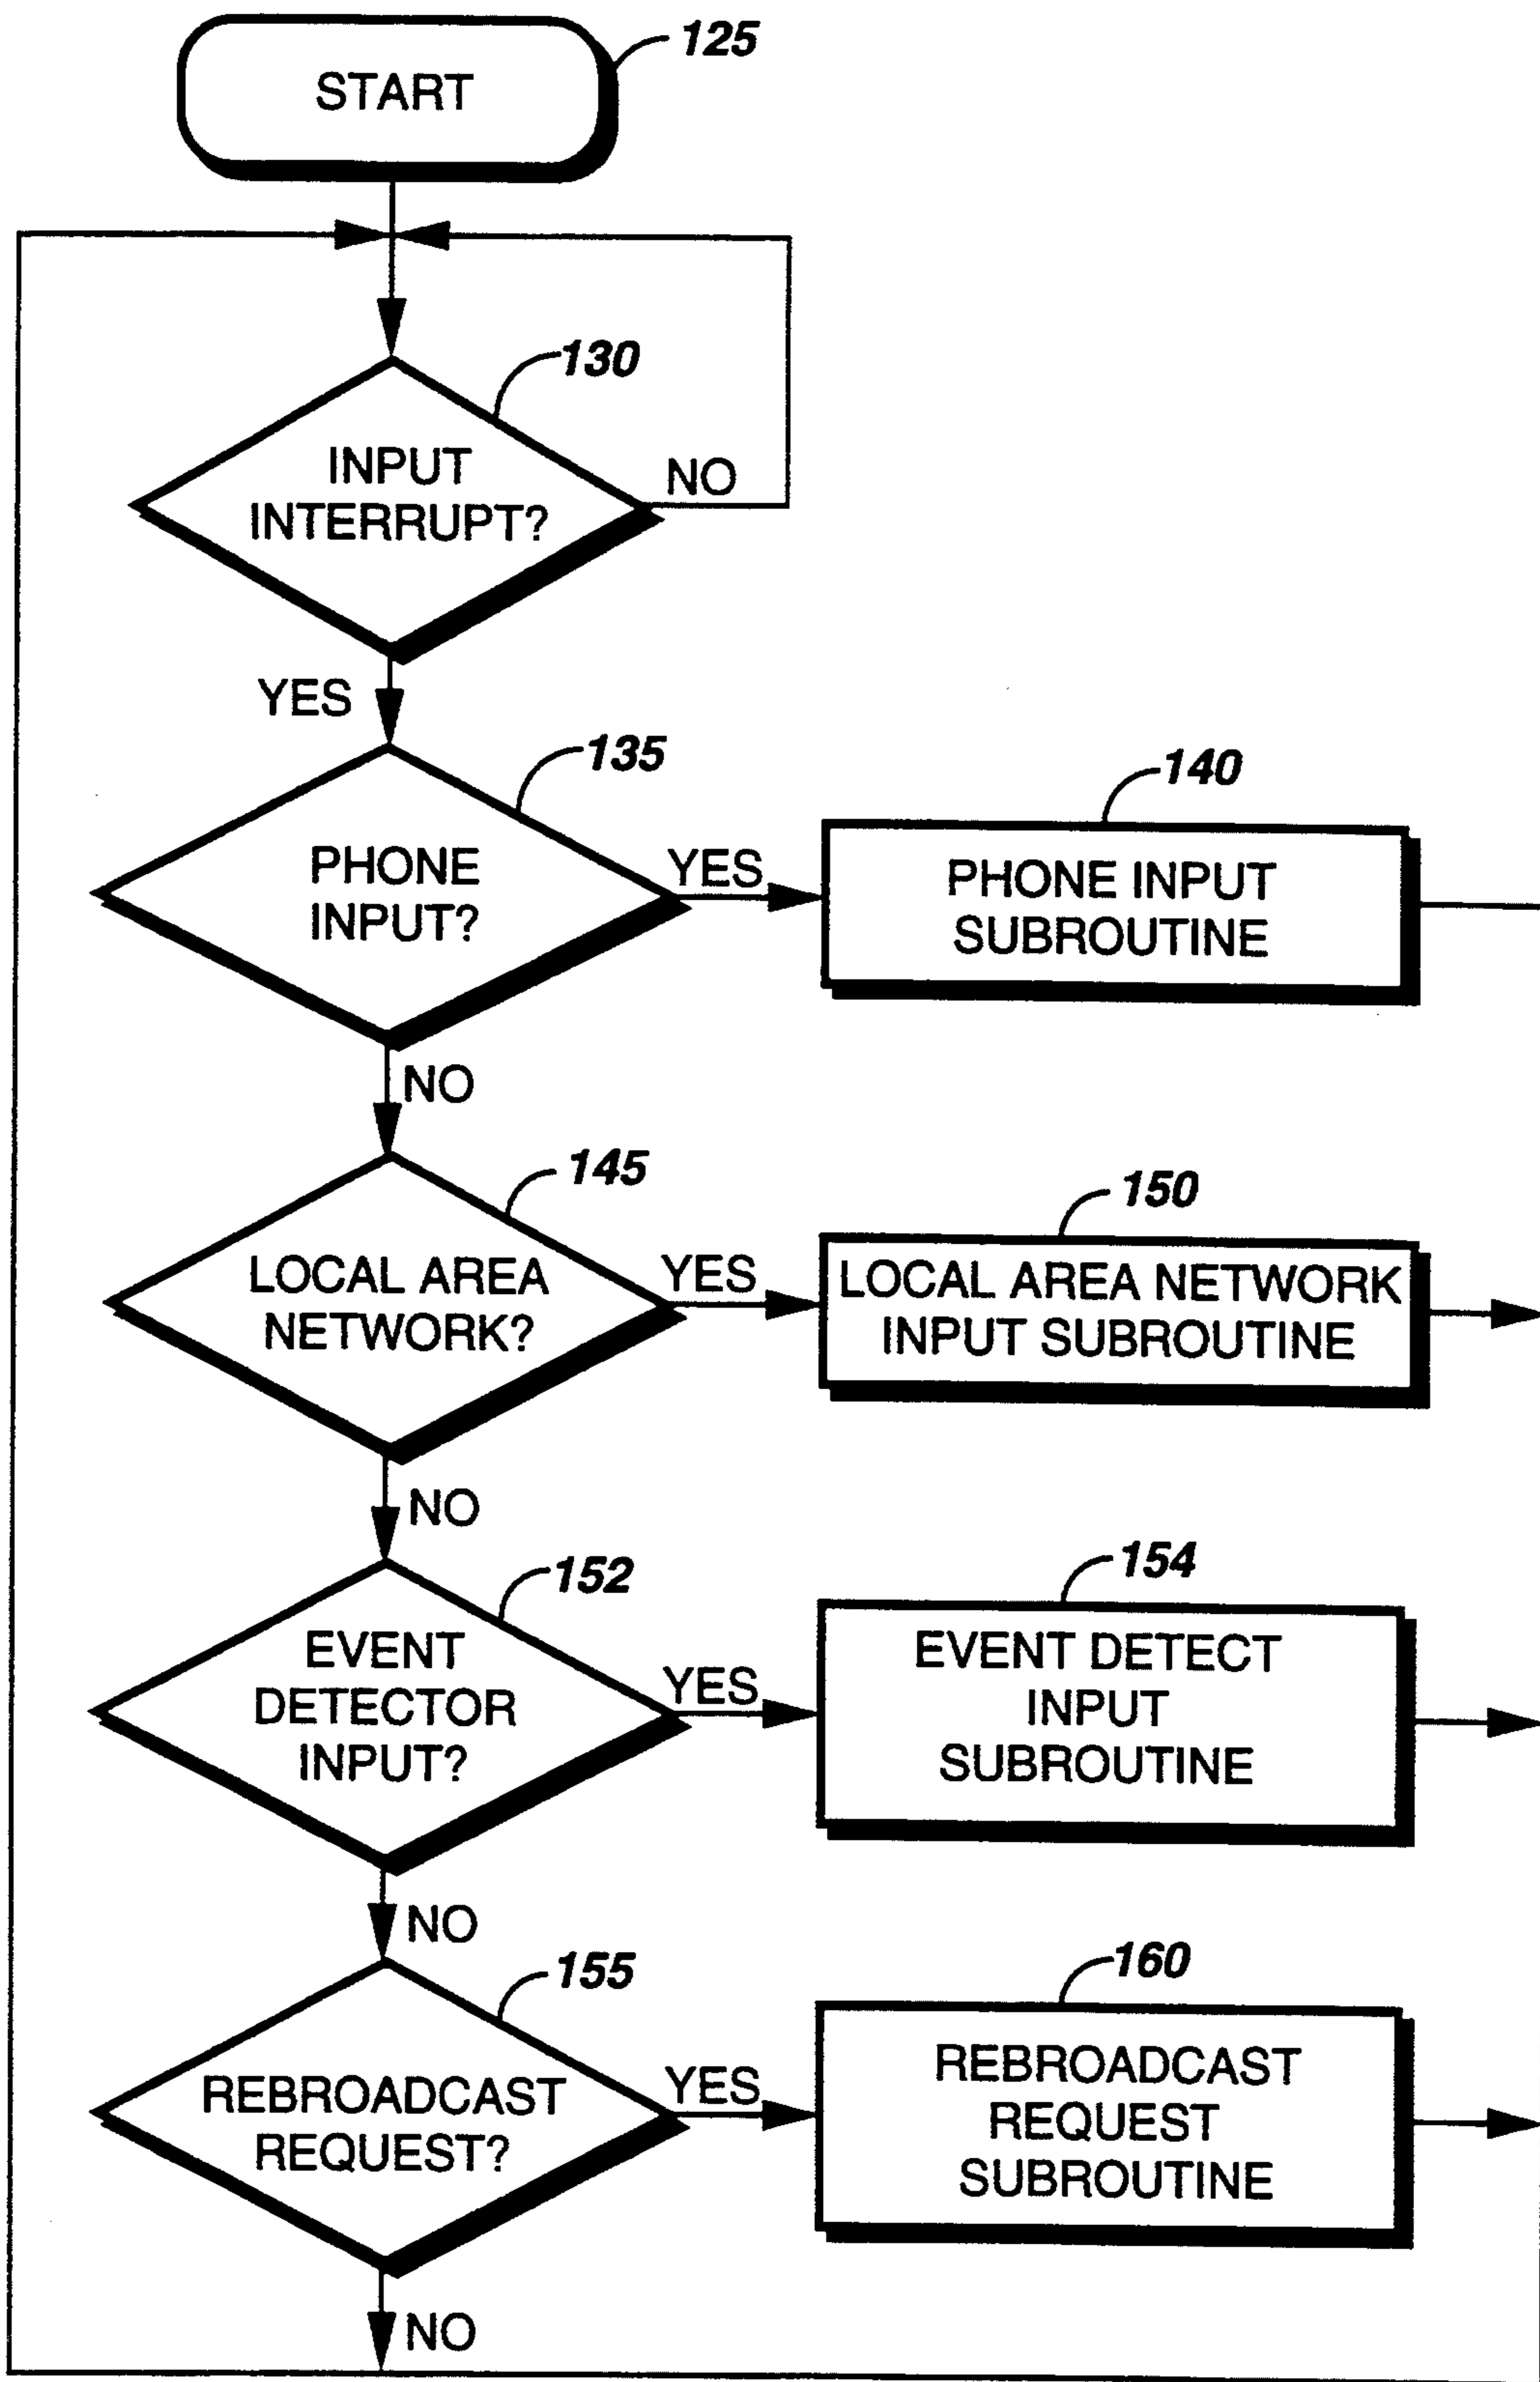 125
START
130
INPUT
INTERRUPT?
NO
YES
135
PHONE
INPUT?
YES
140
PHONE INPUT
SUBROUTINE
NO
145
LOCAL AREA
NETWORK?
YES
150
LOCAL AREA NETWORK
INPUT SUBROUTINE
NO
152
EVENT
DETECTOR
INPUT?
YES
154
EVENT DETECT
INPUT
SUBROUTINE
NO
155
REBROADCAST
REQUEST?
YES
160
REBROADCAST
REQUEST
SUBROUTINE
NO